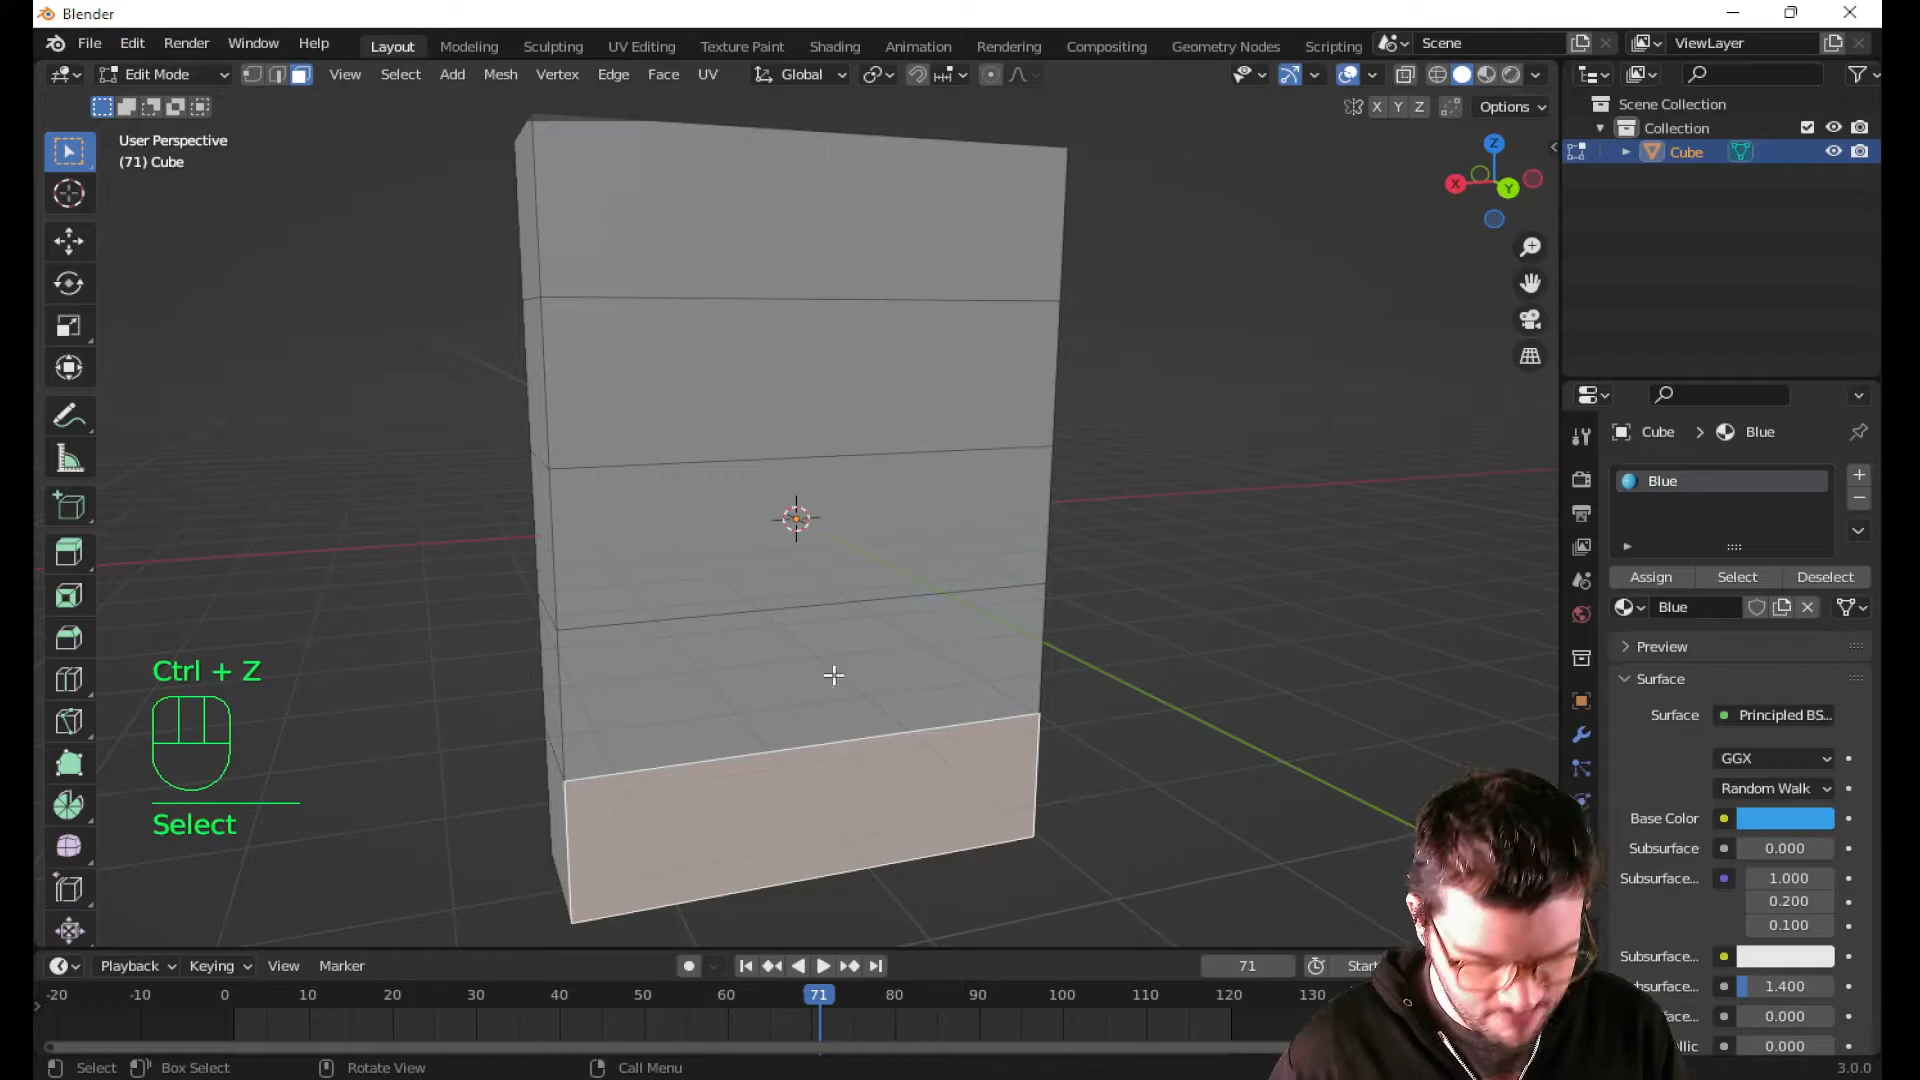 Blender
File Edit Render Window Help Layout Modeling Sculpting UV Editing Texture Paint Shading Animation Rendering Compositing Geometry Nodes Scripting Scene ViewLayer
Edit Mode View Select Add Mesh Vertex Edge Face UV Global
X Y Z Options
User Perspective
(71) Cube
Z
X
Y
Scene Collection
Collection
Cube
Cube > Blue
Blue
Assign Select Deselect
Blue
Preview
Surface
Surface Principled BS...
GGX
Random Walk
Base Color
Subsurface 0.000
Subsurface... 1.000
0.200
0.100
Subsurface...
1.400
0.000
0.000
Ctrl + Z
Select
Playback Keying View Marker 71
-20 -10 0 10 20 30 40 50 60 71 80 90 100 110 120 130
Select Box Select Rotate View Call Menu 3.0.0